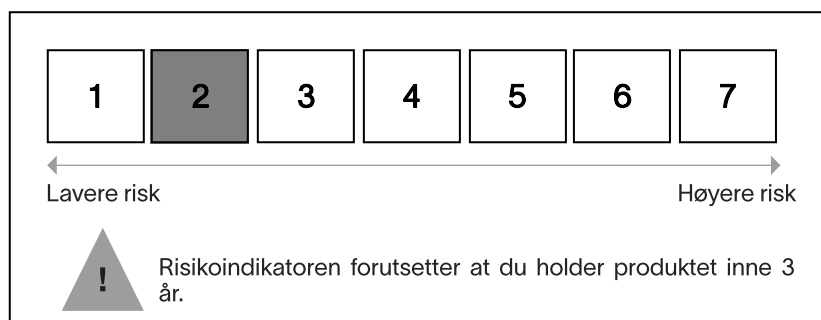 1 2 3 4 5 6 7
Lavere risk Høyere risk
! Risikoindikatoren forutsetter at du holder produktet inne 3
år.